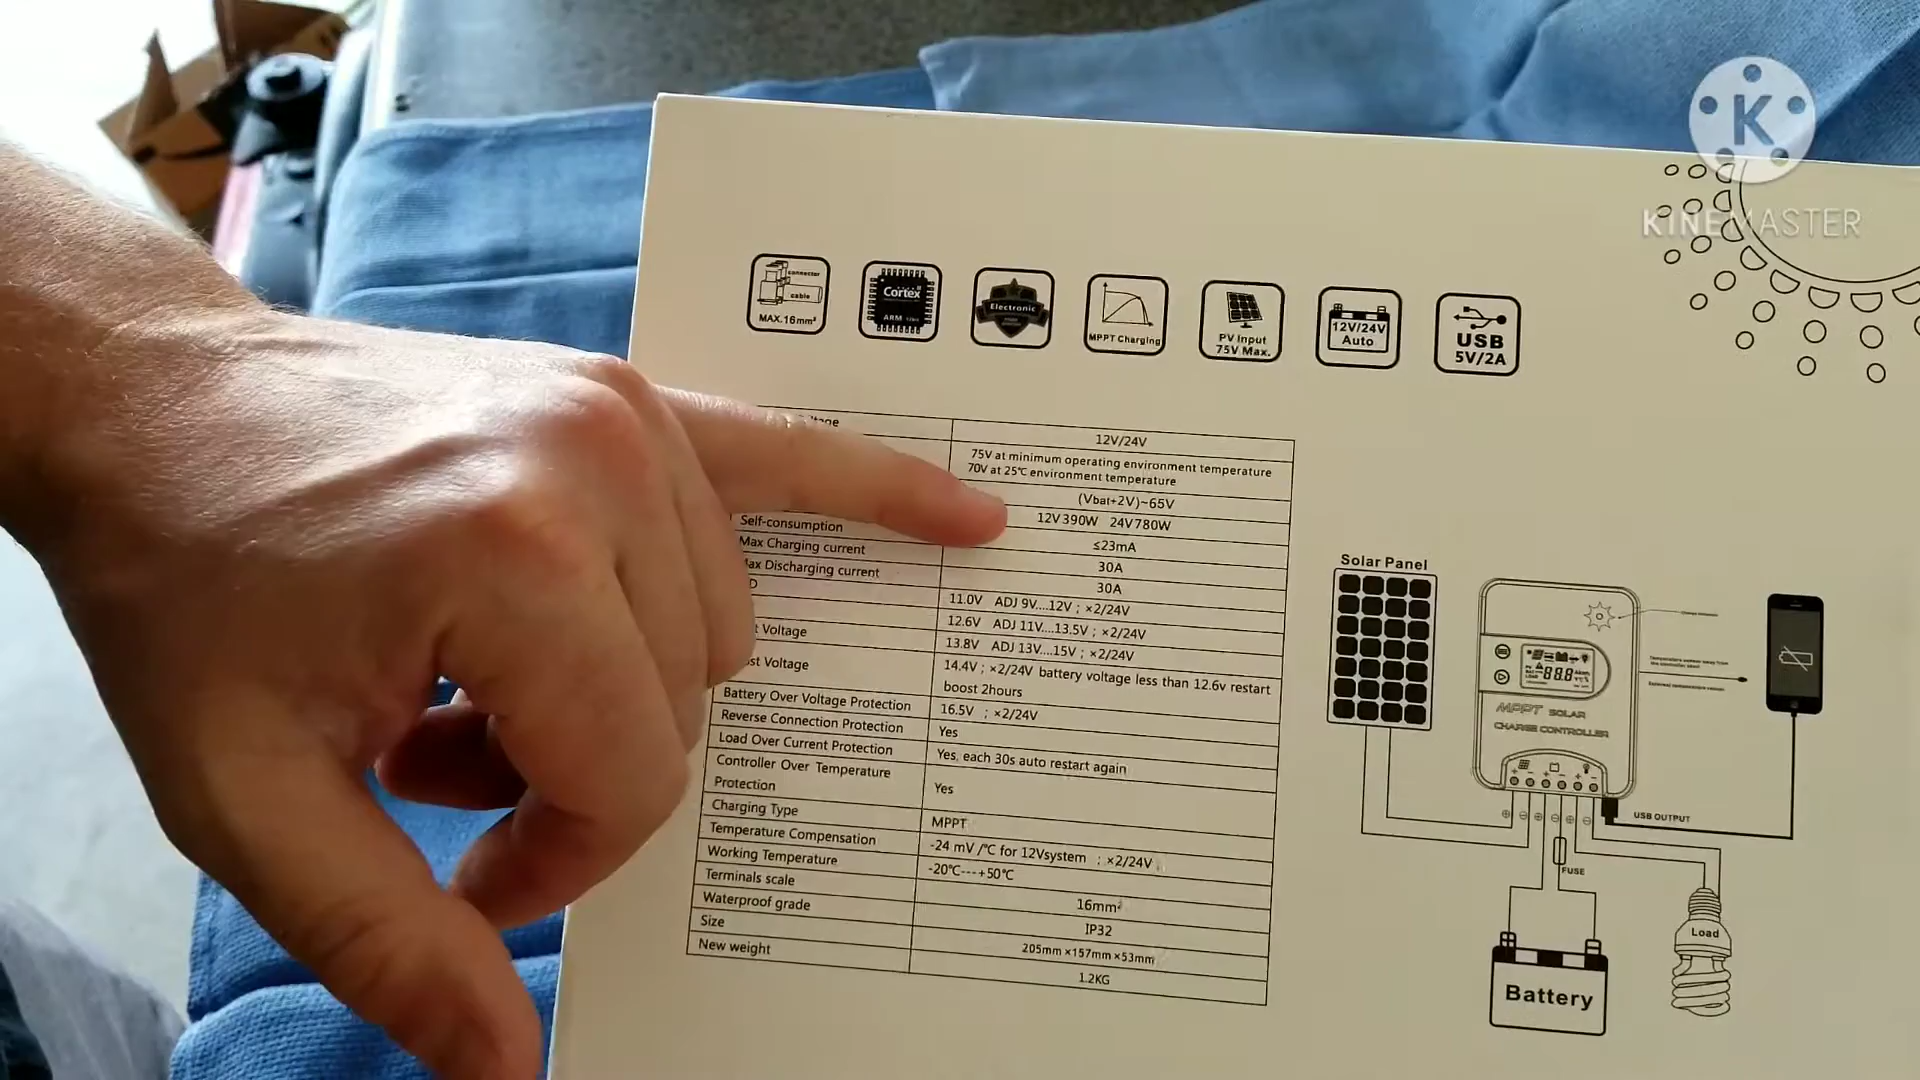 KINEMASTER
K
connector
cable
MAX.16mm²
Cortex
ARM
Electronic
MPPT Charging
PV Input
75V Max.
12V/24V
Auto
USB
5V/2A
12V/24V
75V at minimum operating environment temperature
70V at 25℃ environment temperature
(Vbat+2V)~65V
12V390W 24V780W
Self-consumption ≤23mA
Max Charging current 30A
Max Discharging current 30A
11.0V ADJ 9V....12V ; ×2/24V
12.6V ADJ 11V....13.5V ; ×2/24V
Voltage 13.8V ADJ 13V....15V ; ×2/24V
Voltage 14.4V ; ×2/24V battery voltage less than 12.6v restart
boost 2hours
Battery Over Voltage Protection 16.5V ; ×2/24V
Reverse Connection Protection Yes
Load Over Current Protection Yes, each 30s auto restart again
Controller Over Temperature
Protection Yes
Charging Type MPPT
Temperature Compensation -24 mV/℃ for 12Vsystem ; ×2/24V
Working Temperature -20℃---+50℃
Terminals scale 16mm²
Waterproof grade IP32
Size 205mm×157mm×53mm
New weight 1.2KG
Solar Panel
MPPT SOLAR
CHARGE CONTROLLER
USB OUTPUT
FUSE
Battery
Load